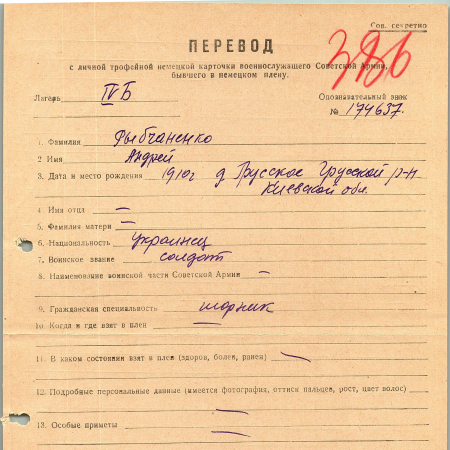 Сов. секретно
386
ПЕРЕВОД
с личной трофейной немецкой карточки военнослужащего Советской Армии,
бывшего в немецком плену.
Лагерь IVБ
Опознавательный знак
№ 174637.
1. Фамилия Рыбчаненко
2 Имя Андрей
3. Дата и место рождения 1910г д Грусское Грусской р-н
Киевской обл.
4. Имя отца —
5. Фамилия матери —
6. Национальность украинец
7. Воинское звание солдат
8. Наименование воинской части Советской Армии —
9. Гражданская специальность шорник
10. Когда и где взят в плен —
11. В каком состоянии взят в плен (здоров, болен, ранен) —
12. Подробные персональные данные (имеется фотография, оттиск пальцев, рост, цвет волос)
—
13. Особые приметы —